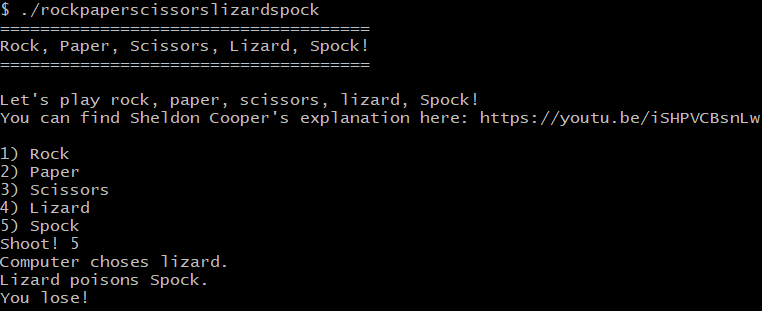 $ ./rockpaperscissorslizardspock
=====================================
Rock, Paper, Scissors, Lizard, Spock!
=====================================
Let's play rock, paper, scissors, lizard, Spock!
You can find Sheldon Cooper's explanation here: https://youtu.be/iSHPVCBsnLw
1) Rock
2) Paper
3) Scissors
4) Lizard
5) Spock
Shoot! 5
Computer choses lizard.
Lizard poisons Spock.
You lose!